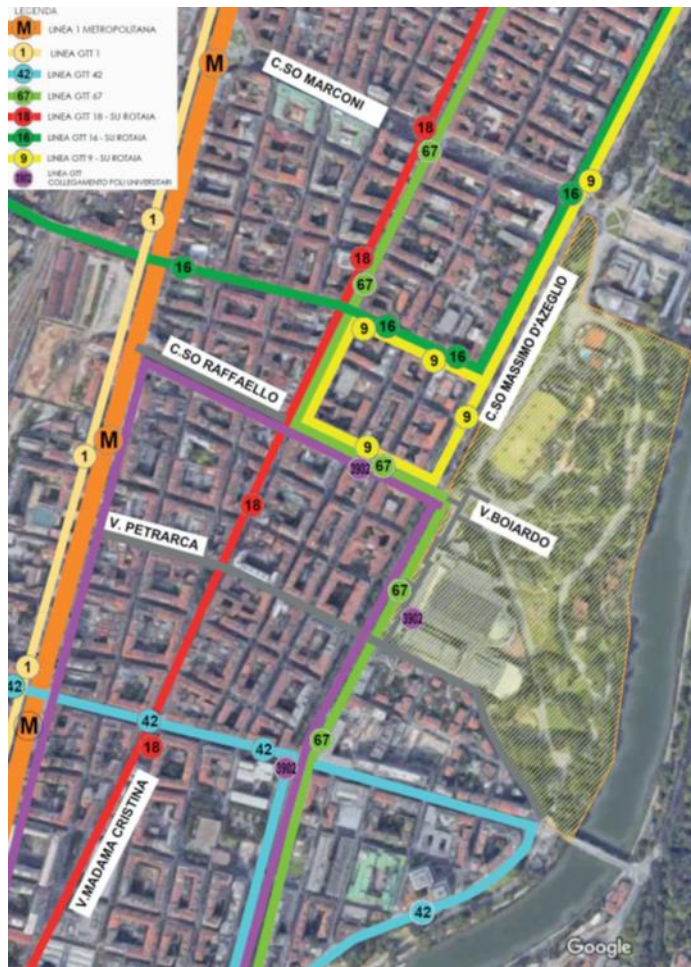 LEGENDA
M LINEA 1 METROPOLITANA
1 LINEA GTT 1
42 LINEA GTT 42
67 LINEA GTT 67
18 LINEA GTT 18 - SU ROTAIA
16 LINEA GTT 16 - SU ROTAIA
9 LINEA GTT 9 - SU ROTAIA
3902 LINEA GTT
COLLEGAMENTO POLI UNIVERSITARI
M
C.SO MARCONI
18
67
9
16
1
18
16
67
9
16
9
16
C.SO MASSIMO D'AZEGLIO
C.SO RAFFAELLO
9
M
9
1
3902
67
18
V.BOIARDO
V. PETRARCA
67
3902
1
42
M
42
18
42
67
3902
V.MADAMA CRISTINA
42
Google